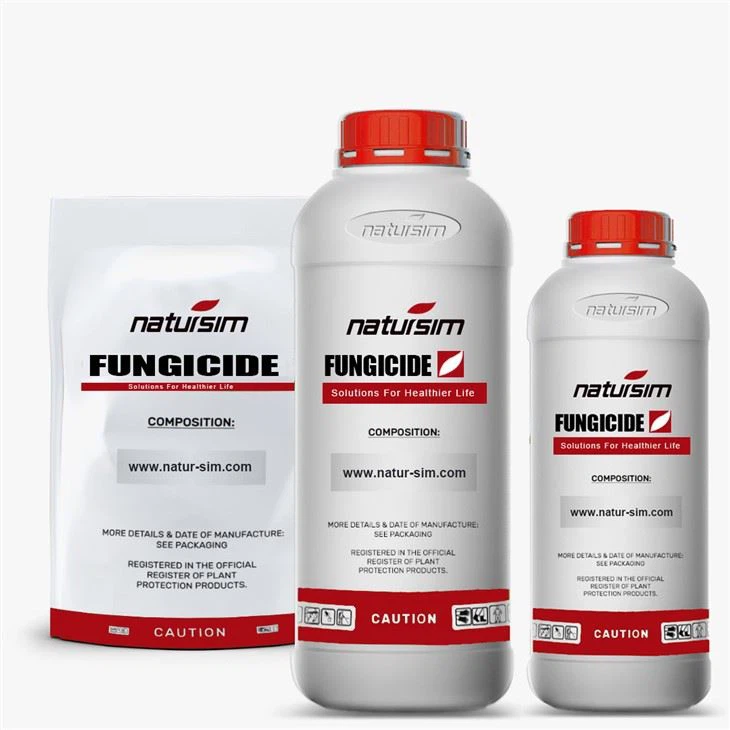 natursim
FUNGICIDE
Solutions For Healthier Life
COMPOSITION:
www.natur-sim.com
MORE DETAILS & DATE OF MANUFACTURE:
SEE PACKAGING
REGISTERED IN THE OFFICIAL
REGISTER OF PLANT
PROTECTION PRODUCTS.
CAUTION
natursim
natursim
FUNGICIDE
Solutions For Healthier Life
COMPOSITION:
www.natur-sim.com
MORE DETAILS & DATE OF MANUFACTURE:
SEE PACKAGING
REGISTERED IN THE OFFICIAL
REGISTER OF PLANT
PROTECTION PRODUCTS.
CAUTION
natursim
natursim
FUNGICIDE
Solutions For Healthier Life
COMPOSITION:
www.natur-sim.com
MORE DETAILS & DATE OF MANUFACTURE:
SEE PACKAGING
REGISTERED IN THE OFFICIAL
REGISTER OF PLANT
PROTECTION PRODUCTS.
CAUTION